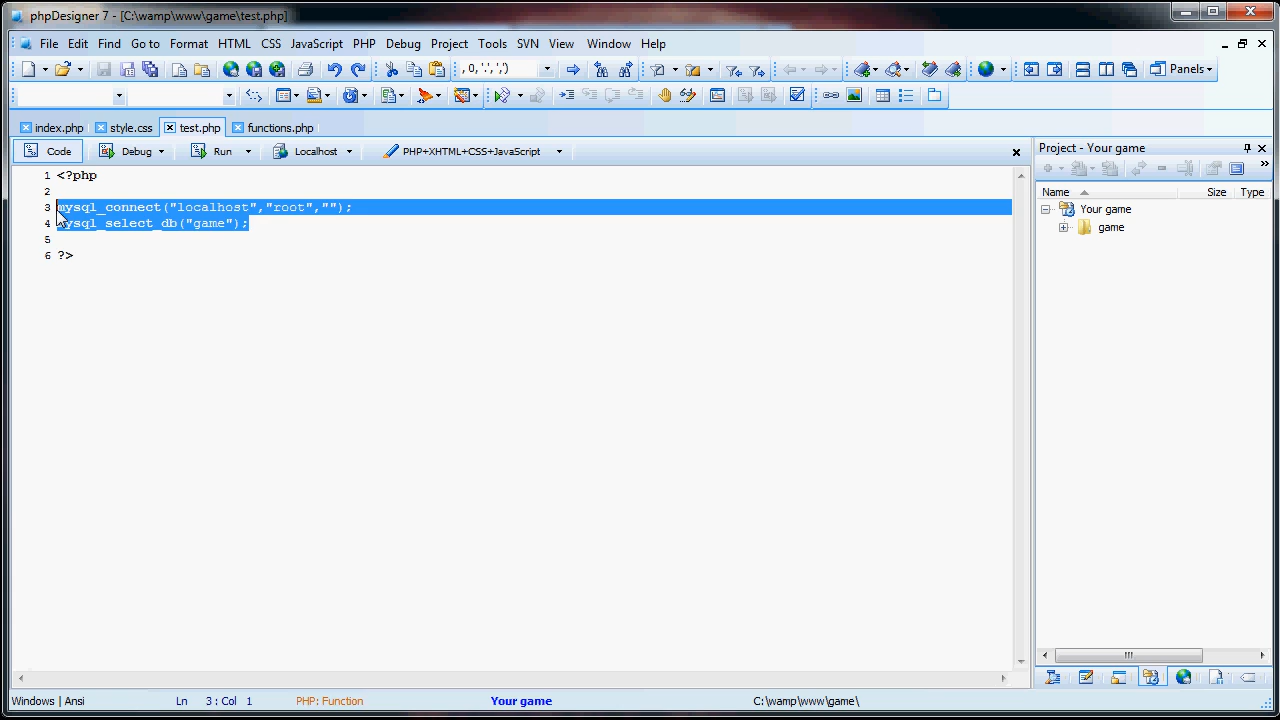 phpDesigner 7 - [C:\wamp\www\game\test.php]
File Edit Find Go to Format HTML CSS JavaScript PHP Debug Project Tools SVN View Window Help
, 0, '.', ',')
Panels
index.php style.css test.php functions.php
Code Debug Run Localhost PHP+XHTML+CSS+JavaScript
1 <?php
2
3 mysql_connect("localhost","root","");
4 mysql_select_db("game");
5
6 ?>
Project - Your game
Name Size Type
Your game
game
Windows | Ansi Ln 3 : Col 1 PHP: Function Your game C:\wamp\www\game\